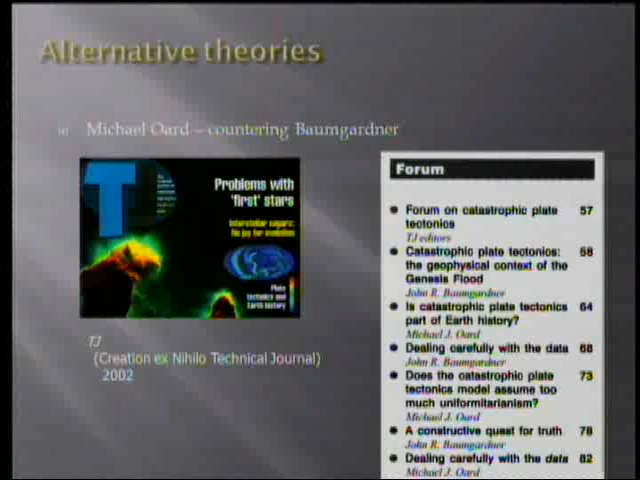 Alternative theories
Michael Oard – countering Baumgardner
T
Problems with
'first' stars
Interstellar sugars:
No joy for evolution
Plate
tectonics and
Earth history
TJ
(Creation ex Nihilo Technical Journal)
2002
Forum
Forum on catastrophic plate 57
tectonics
TJ editors
Catastrophic plate tectonics: 58
the geophysical context of the
Genesis Flood
John R. Baumgardner
Is catastrophic plate tectonics 64
part of Earth history?
Michael J. Oard
Dealing carefully with the data 68
John R. Baumgardner
Does the catastrophic plate 73
tectonics model assume too
much uniformitarianism?
Michael J. Oard
A constructive quest for truth 78
John R. Baumgardner
Dealing carefully with the data 82
Michael J. Oard